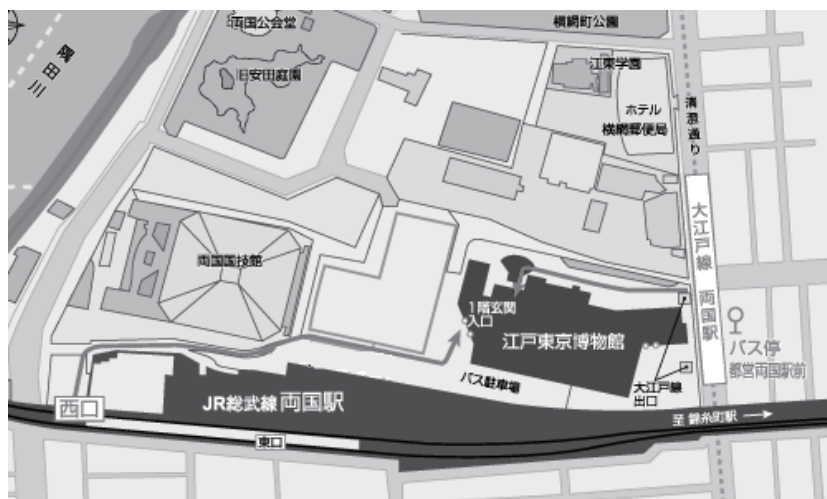 両国公会堂
横網町公園
隅田川
旧安田庭園
江東学園
ホテル
横網郵便局
清澄通り
両国国技館
大江戸線 両国駅
1階玄関
入口
江戸東京博物館
バス停
都営両国駅前
バス駐車場
大江戸線
出口
西口
JR総武線両国駅
東口
至 錦糸町駅